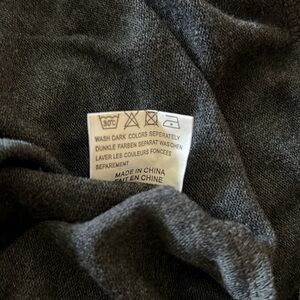 30°C
WASH DARK COLORS SEPERATELY
DUNKLE FARBEN SEPARAT WASCHEN
LAVER LES COULEURS FONCEES
SEPAREMENT
MADE IN CHINA
FAIT EN CHINE